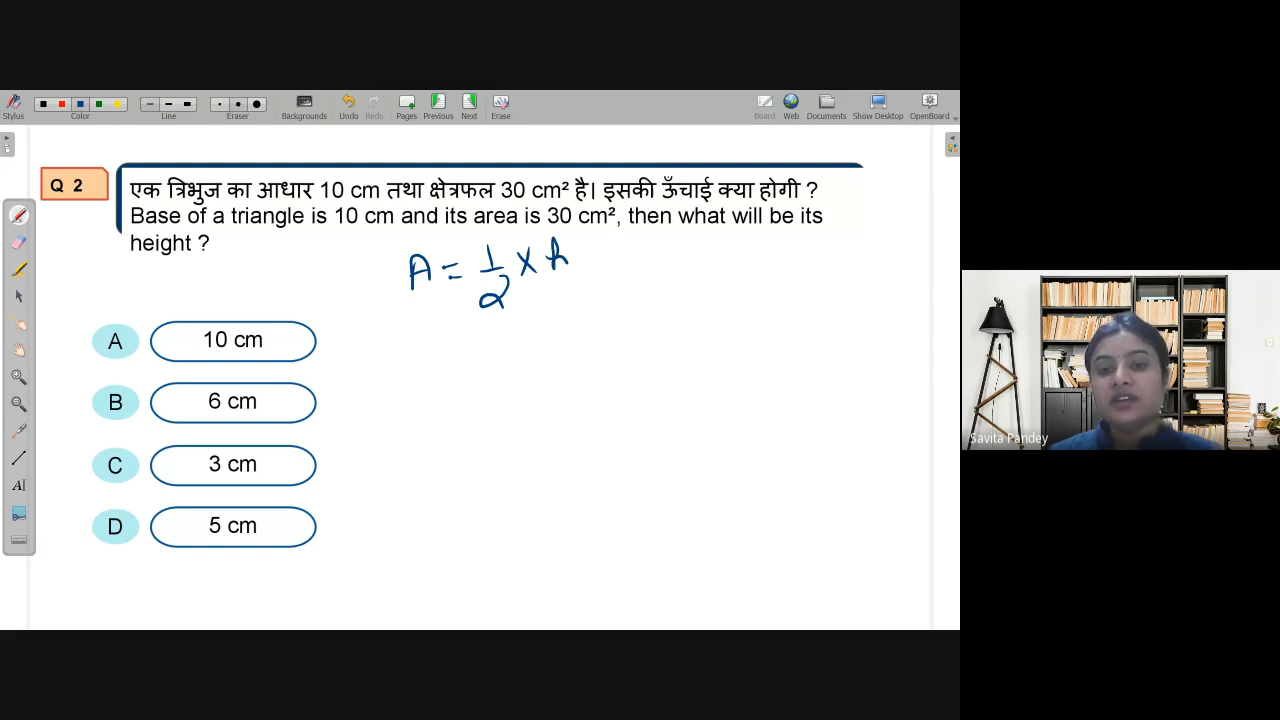 Stylus Color Line Eraser Backgrounds Undo Redo Pages Previous Next Erase Board Web Documents Show Desktop OpenBoard
Q 2
एक त्रिभुज का आधार 10 cm तथा क्षेत्रफल 30 cm² है। इसकी ऊँचाई क्या होगी ?
Base of a triangle is 10 cm and its area is 30 cm², then what will be its
height ?
A = 1/2 × h
A 10 cm
B 6 cm
C 3 cm
D 5 cm
Savita Pandey